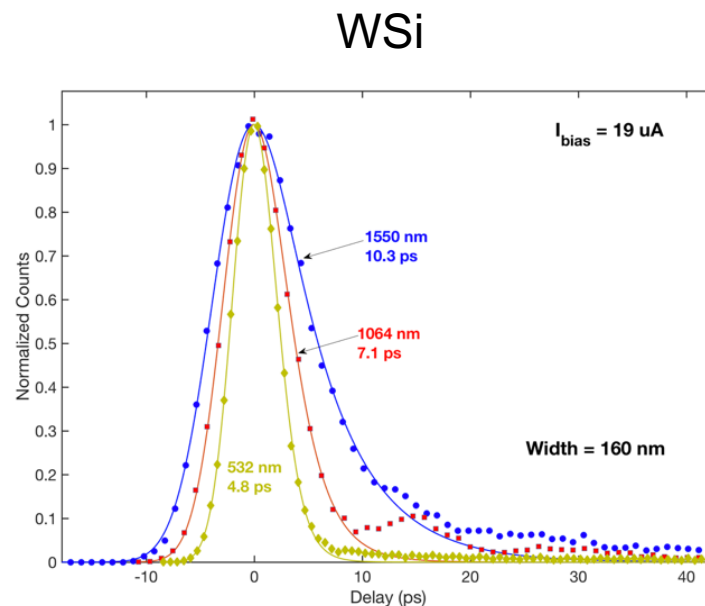 WSi
I_bias = 19 uA
1550 nm
10.3 ps
1064 nm
7.1 ps
532 nm
4.8 ps
Width = 160 nm
Normalized Counts
1
0.9
0.8
0.7
0.6
0.5
0.4
0.3
0.2
0.1
0
-10
0
10
20
30
40
Delay (ps)